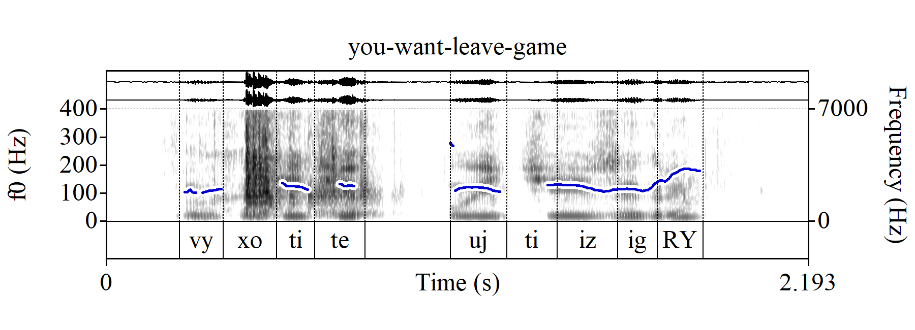 you-want-leave-game
400
300
200
100
0
f0 (Hz)
7000
0
Frequency (Hz)
vy xo ti te uj ti iz ig RY
0 Time (s) 2.193